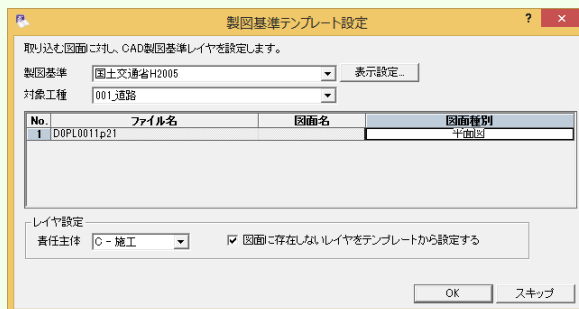 製図基準テンプレート設定
? ×
取り込む図面に対し、CAD製図基準レイヤを設定します。
製図基準 国土交通省H2005 表示設定...
対象工種 001_道路
No. ファイル名 図面名 図面種別
1 D0PL0011.p21 平面図
レイヤ設定
責任主体 C - 施工 図面に存在しないレイヤをテンプレートから設定する
OK スキップ